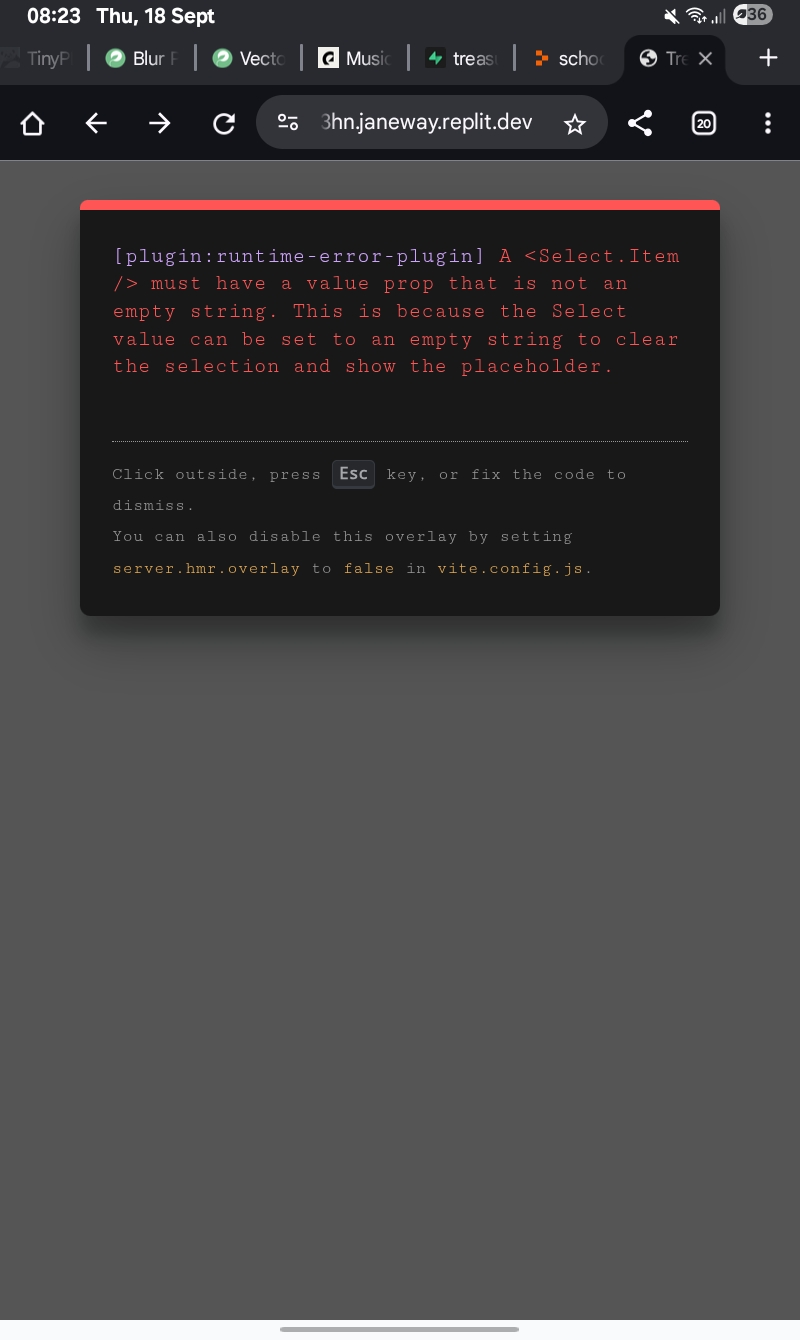 08:23 Thu, 18 Sept
36
TinyP
Blur
Vecto
Music
treas
scho
Tre
3hn.janeway.replit.dev
20
[plugin:runtime-error-plugin] A <Select.Item
/> must have a value prop that is not an
empty string. This is because the Select
value can be set to an empty string to clear
the selection and show the placeholder.
Click outside, press Esc key, or fix the code to
dismiss.
You can also disable this overlay by setting
server.hmr.overlay to false in vite.config.js.